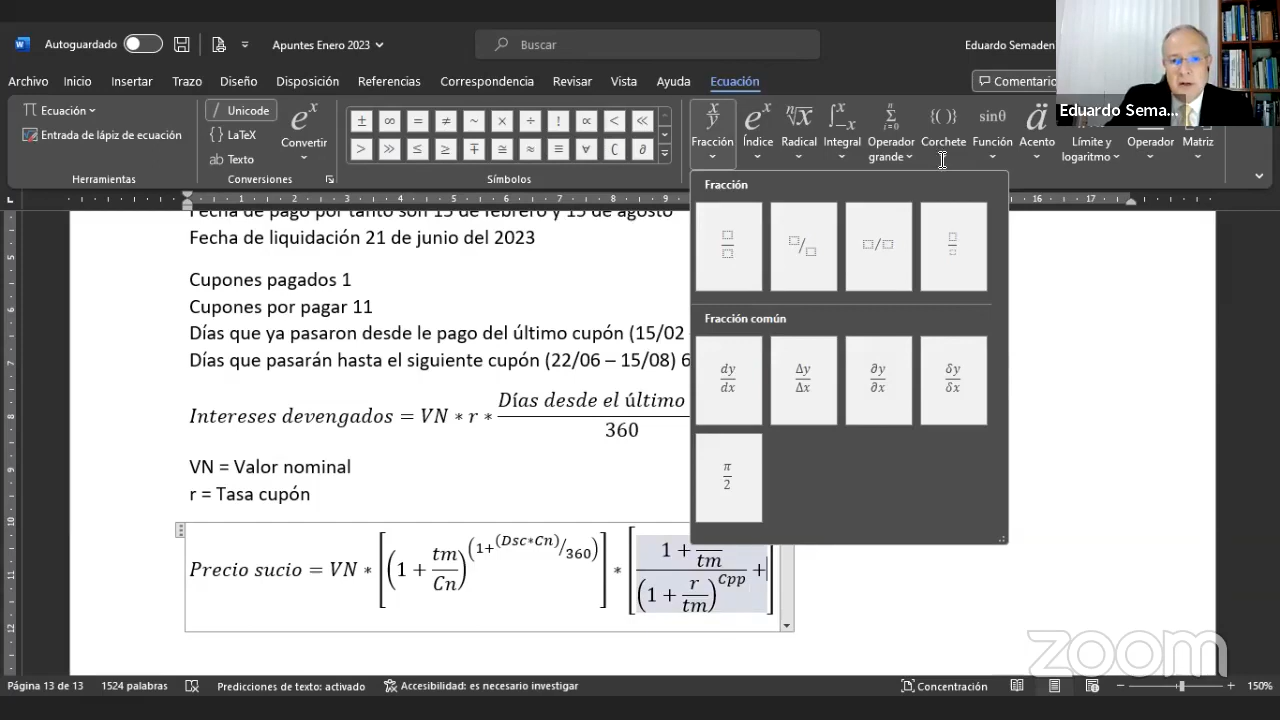 Autoguardado
Apuntes Enero 2023
Buscar
Eduardo Semaden
Archivo Inicio Insertar Trazo Diseño Disposición Referencias Correspondencia Revisar Vista Ayuda Ecuación
Comentario
Ecuación
Entrada de lápiz de ecuación
Herramientas
Unicode
{} LaTeX
ab Texto
e^x
Convertir
Conversiones
± ∞ = ≠ ~ × ÷ ! ∝ < ≪
> ≫ ≤ ≥ ∓ ≅ ≈ ≡ ∀ ∁ ∂
Símbolos
Fracción Índice Radical Integral Operador grande Corchete Función Acento Límite y logaritmo Operador Matriz
Eduardo Sema...
Fracción
Fracción común
dy/dx Δy/Δx ∂y/∂x δy/δx
π/2
Fecha de pago por tanto son 15 de febrero y 15 de agosto
Fecha de liquidación 21 de junio del 2023
Cupones pagados 1
Cupones por pagar 11
Días que ya pasaron desde le pago del último cupón (15/02
Días que pasarán hasta el siguiente cupón (22/06 – 15/08) 6
Intereses devengados = VN * r * Días desde el último / 360
VN = Valor nominal
r = Tasa cupón
Precio sucio = VN * [(1 + tm/Cn)^(1+(Dsc*Cn)/360)] * [(1 + /tm)/(1 + r/tm)^Cpp +]
zoom
Página 13 de 13 1524 palabras Predicciones de texto: activado Accesibilidad: es necesario investigar Concentración 150%